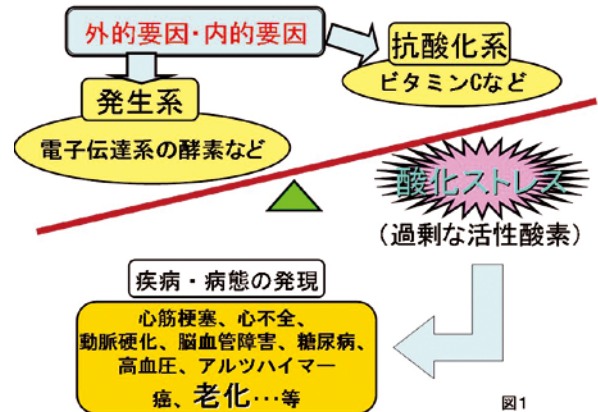 外的要因・内的要因
抗酸化系
ビタミンCなど
発生系
電子伝達系の酵素など
酸化ストレス
(過剰な活性酸素)
疾病・病態の発現
心筋梗塞、心不全、
動脈硬化、脳血管障害、糖尿病、
高血圧、アルツハイマー
癌、老化･･･等
図1